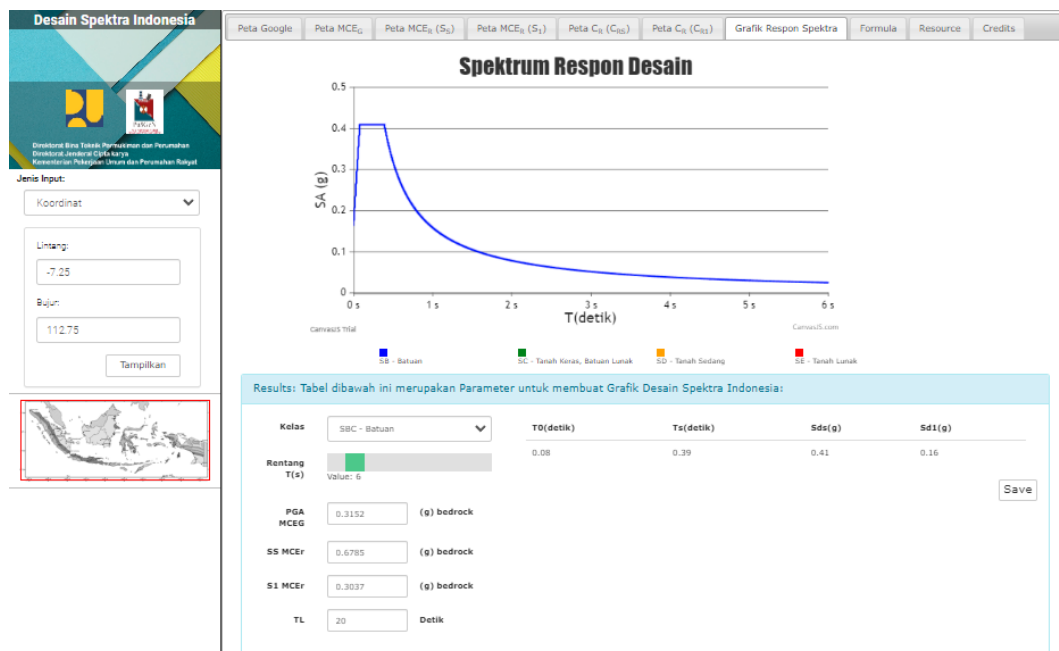 Desain Spektra Indonesia
Direktorat Bina Teknik Permukiman dan Perumahan
Direktorat Jenderal Cipta karya
Kementerian Pekerjaan Umum dan Perumahan Rakyat
Jenis Input:
Koordinat
Lintang:
-7.25
Bujur:
112.75
Tampilkan
Peta Google
Peta MCEG
Peta MCER (SS)
Peta MCER (S1)
Peta CR (CRS)
Peta CR (CR1)
Grafik Respon Spektra
Formula
Resource
Credits
Spektrum Respon Desain
SA (g)
0.5
0.4
0.3
0.2
0.1
0
0 s 1 s 2 s 3 s 4 s 5 s 6 s
T(detik)
CanvasJS Trial
CanvasJS.com
SB - Batuan
SC - Tanah Keras, Batuan Lunak
SD - Tanah Sedang
SE - Tanah Lunak
Results: Tabel dibawah ini merupakan Parameter untuk membuat Grafik Desain Spektra Indonesia:
Kelas
SBC - Batuan
Rentang
T(s)
Value: 6
PGA
MCEG
0.3152
(g) bedrock
SS MCEr
0.6785
(g) bedrock
S1 MCEr
0.3037
(g) bedrock
TL
20
Detik
T0(detik) Ts(detik) Sds(g) Sd1(g)
0.08 0.39 0.41 0.16
Save